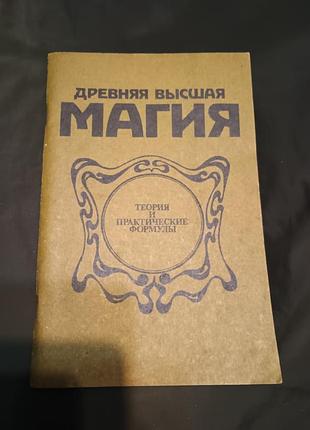 ДРЕВНЯЯ ВЫСШАЯ
МАГИЯ
ТЕОРИЯ
И
ПРАКТИЧЕСКИЕ
ФОРМУЛЫ